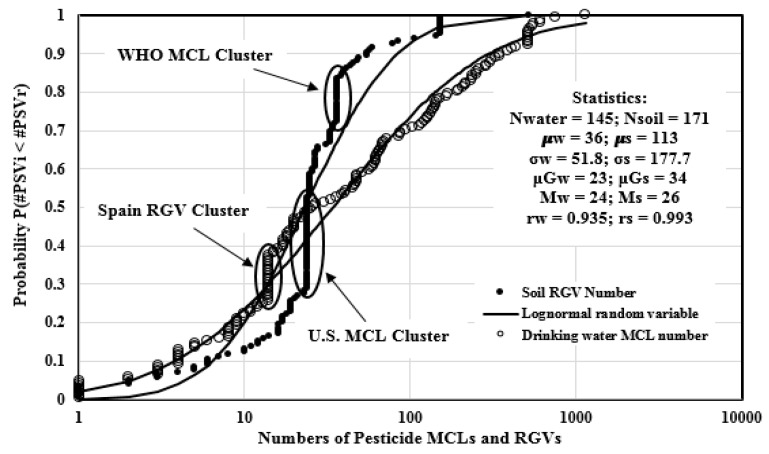 Probability P(#PSVi < #PSVr)
1
0.9
0.8
0.7
0.6
0.5
0.4
0.3
0.2
0.1
0
WHO MCL Cluster
Spain RGV Cluster
U.S. MCL Cluster
Statistics:
Nwater = 145; Nsoil = 171
μw = 36; μs = 113
σw = 51.8; σs = 177.7
μGw = 23; μGs = 34
Mw = 24; Ms = 26
rw = 0.935; rs = 0.993
Soil RGV Number
Lognormal random variable
Drinking water MCL number
1 10 100 1000 10000
Numbers of Pesticide MCLs and RGVs